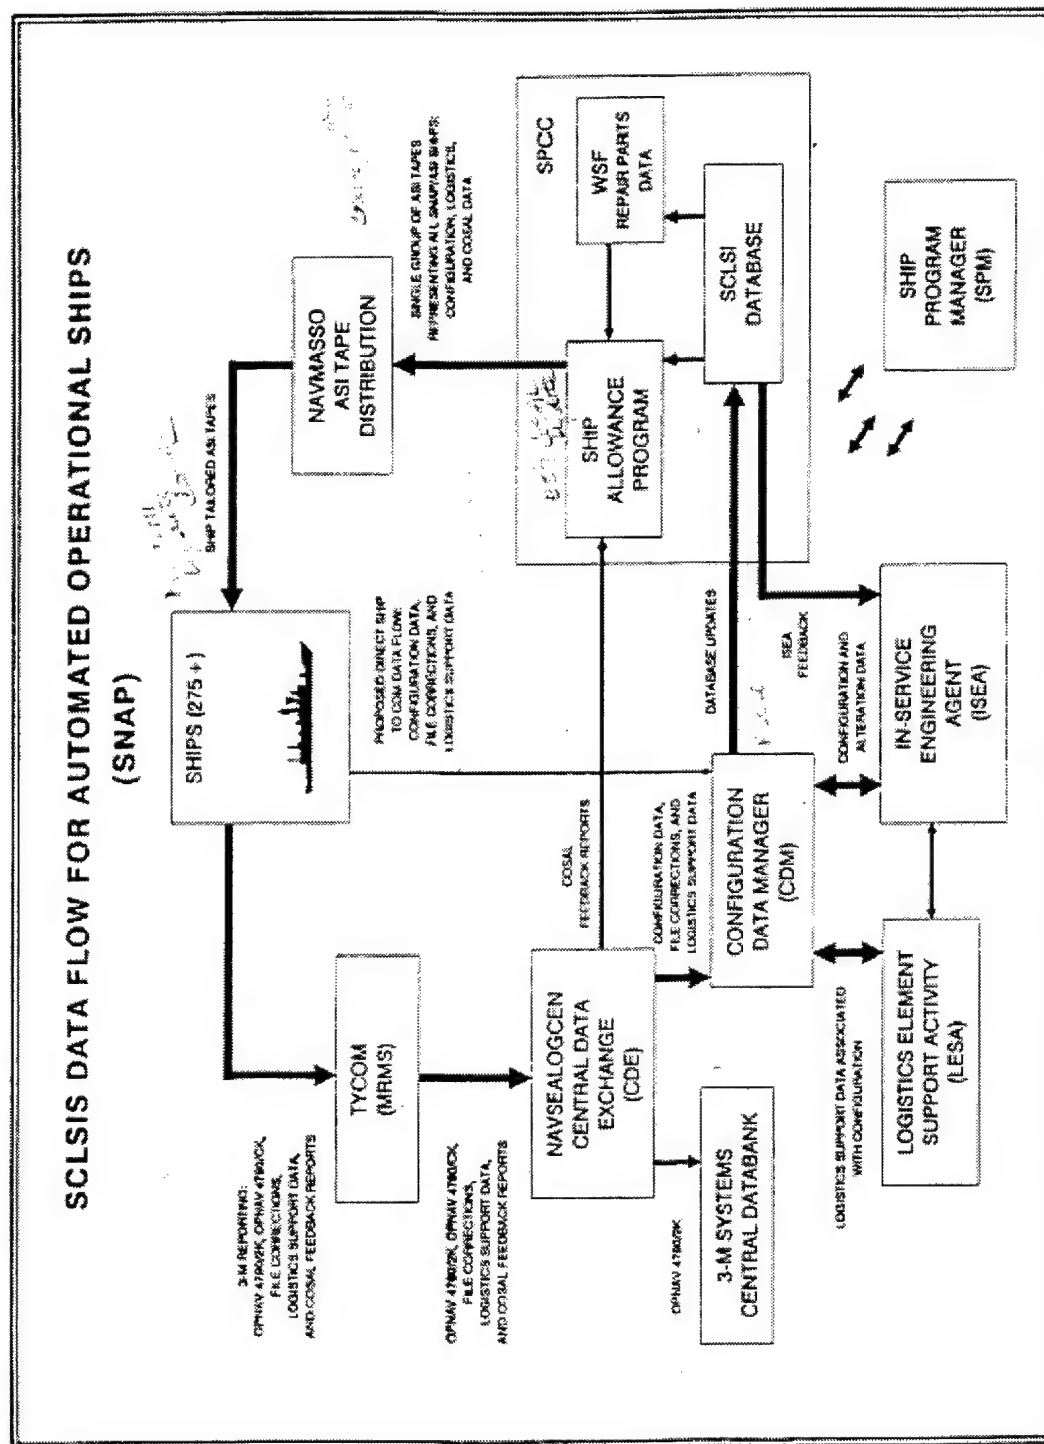 SCLSIS DATA FLOW FOR AUTOMATED OPERATIONAL SHIPS
(SNAP)
SHIPS (275 +)
SHIP TAILORED ASI TAPES
NAVMASSO
ASI TAPE
DISTRIBUTION
SINGLE GROUP OF ASI TAPES
REPRESENTING ALL SNAP/ASI SHIPS:
CONFIGURATION, LOGISTICS,
AND COSAL DATA
3-M REPORTING:
OPNAV 4790/2K, OPNAV 4790/CK,
FILE CORRECTIONS,
LOGISTICS SUPPORT DATA,
AND COSAL FEEDBACK REPORTS
TYCOM
(MRMS)
PROPOSED DIRECT SHIP
TO CDM DATA FLOW:
CONFIGURATION DATA,
FILE CORRECTIONS, AND
LOGISTICS SUPPORT DATA
OPNAV 4790/2K, OPNAV 4790/CK,
FILE CORRECTIONS,
LOGISTICS SUPPORT DATA,
AND COSAL FEEDBACK REPORTS
NAVSEALOGCEN
CENTRAL DATA
EXCHANGE
(CDE)
COSAL
FEEDBACK REPORTS
SPCC
SHIP
ALLOWANCE
PROGRAM
WSF
REPAIR PARTS
DATA
SCLSI
DATABASE
OPNAV 4790/2K
3-M SYSTEMS
CENTRAL DATABANK
CONFIGURATION DATA,
FILE CORRECTIONS, AND
LOGISTICS SUPPORT DATA
CONFIGURATION
DATA MANAGER
(CDM)
DATABASE UPDATES
ISEA
FEEDBACK
LOGISTICS SUPPORT DATA ASSOCIATED
WITH CONFIGURATION
CONFIGURATION AND
ALTERATION DATA
LOGISTICS ELEMENT
SUPPORT ACTIVITY
(LESA)
IN-SERVICE
ENGINEERING
AGENT
(ISEA)
SHIP
PROGRAM
MANAGER
(SPM)